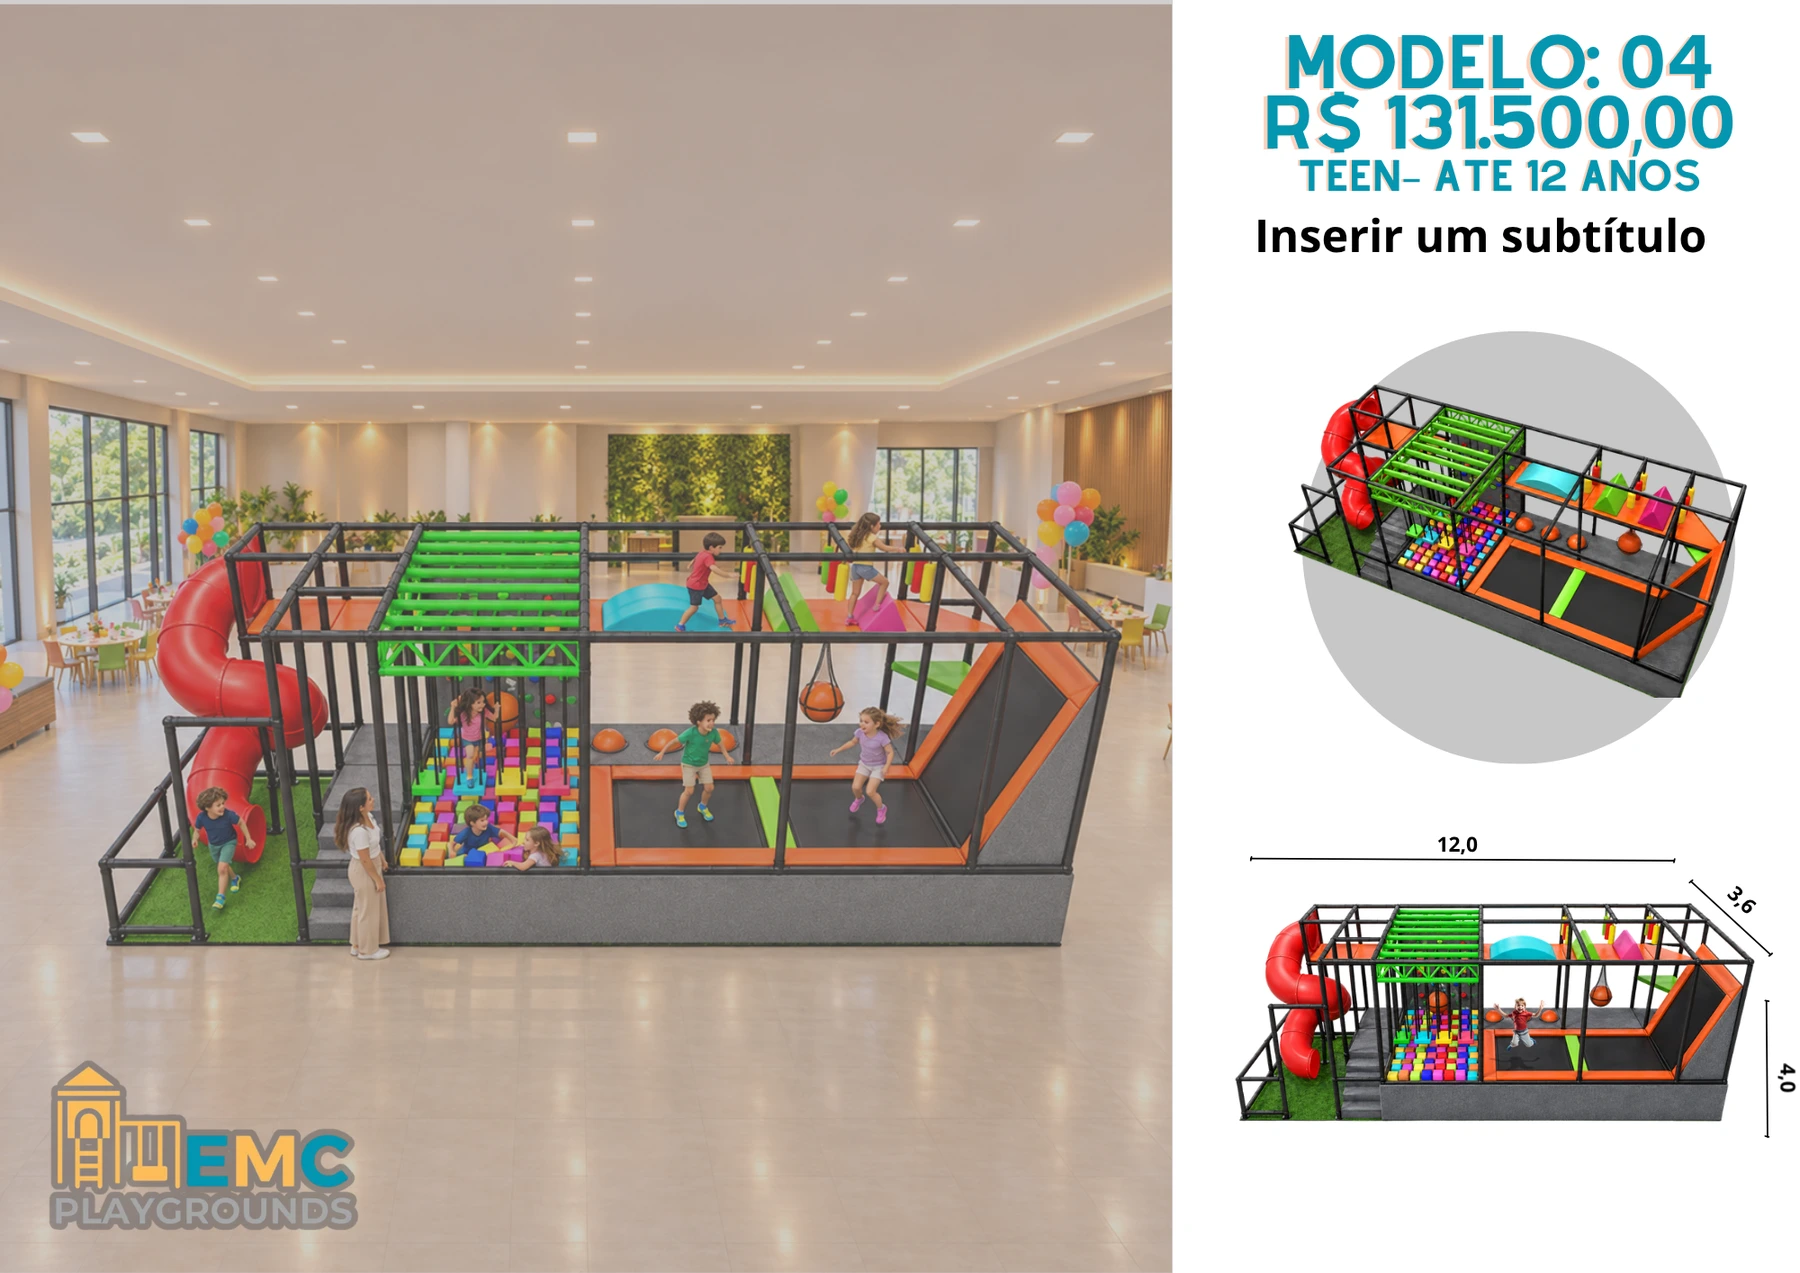 MODELO: 04
R$ 131.500,00
TEEN- ATE 12 ANOS
Inserir um subtítulo
12,0
3,6
4,0
EMC
PLAYGROUNDS